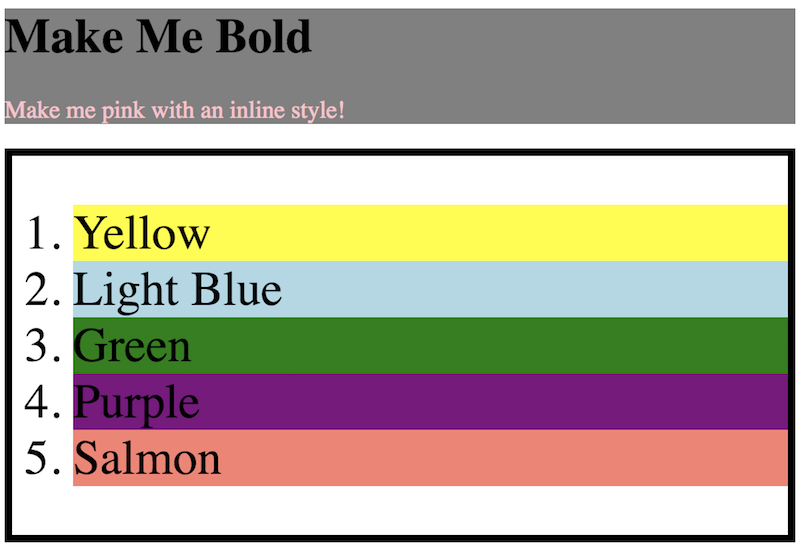 Make Me Bold
Make me pink with an inline style!
1. Yellow
2. Light Blue
3. Green
4. Purple
5. Salmon